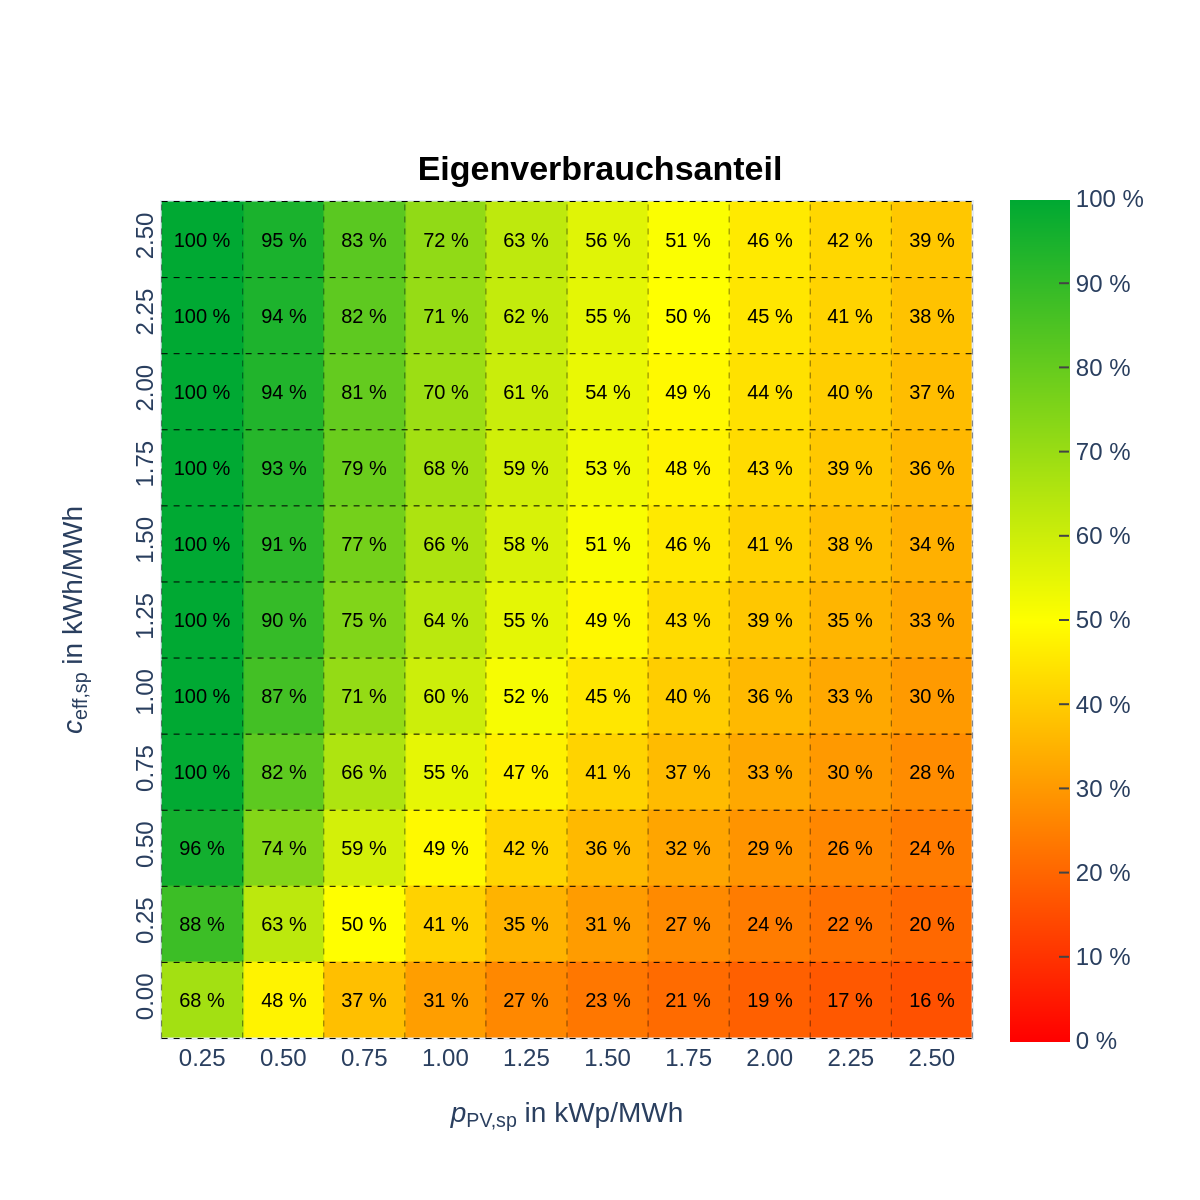 Eigenverbrauchsanteil
2.50 100 % 95 % 83 % 72 % 63 % 56 % 51 % 46 % 42 % 39 %
2.25 100 % 94 % 82 % 71 % 62 % 55 % 50 % 45 % 41 % 38 %
2.00 100 % 94 % 81 % 70 % 61 % 54 % 49 % 44 % 40 % 37 %
1.75 100 % 93 % 79 % 68 % 59 % 53 % 48 % 43 % 39 % 36 %
1.50 100 % 91 % 77 % 66 % 58 % 51 % 46 % 41 % 38 % 34 %
1.25 100 % 90 % 75 % 64 % 55 % 49 % 43 % 39 % 35 % 33 %
1.00 100 % 87 % 71 % 60 % 52 % 45 % 40 % 36 % 33 % 30 %
0.75 100 % 82 % 66 % 55 % 47 % 41 % 37 % 33 % 30 % 28 %
0.50 96 % 74 % 59 % 49 % 42 % 36 % 32 % 29 % 26 % 24 %
0.25 88 % 63 % 50 % 41 % 35 % 31 % 27 % 24 % 22 % 20 %
0.00 68 % 48 % 37 % 31 % 27 % 23 % 21 % 19 % 17 % 16 %
0.25 0.50 0.75 1.00 1.25 1.50 1.75 2.00 2.25 2.50
pPV,sp in kWp/MWh
ceff,sp in kWh/MWh
100 %
90 %
80 %
70 %
60 %
50 %
40 %
30 %
20 %
10 %
0 %